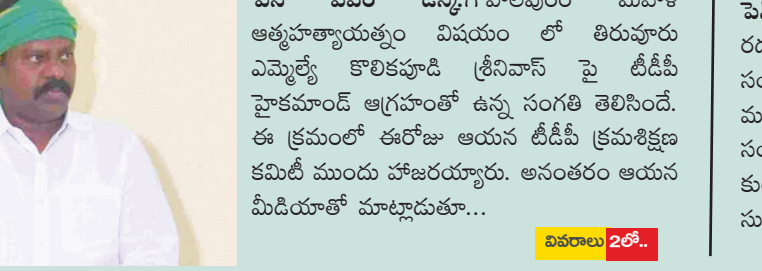 ఆత్మహత్యాయత్నం విషయం లో తిరువూరు
ఎమ్మెల్యే కొలికపూడి శ్రీనివాస్ పై టీడీపీ
హైకమాండ్ ఆగ్రహంతో ఉన్న సంగతి తెలిసిందే.
ఈ క్రమంలో ఈరోజు ఆయన టీడీపీ క్రమశిక్షణ
కమిటీ ముందు హాజరయ్యారు. అనంతరం ఆయన
మీడియాతో మాట్లాడుతూ...
వివరాలు 2లో..